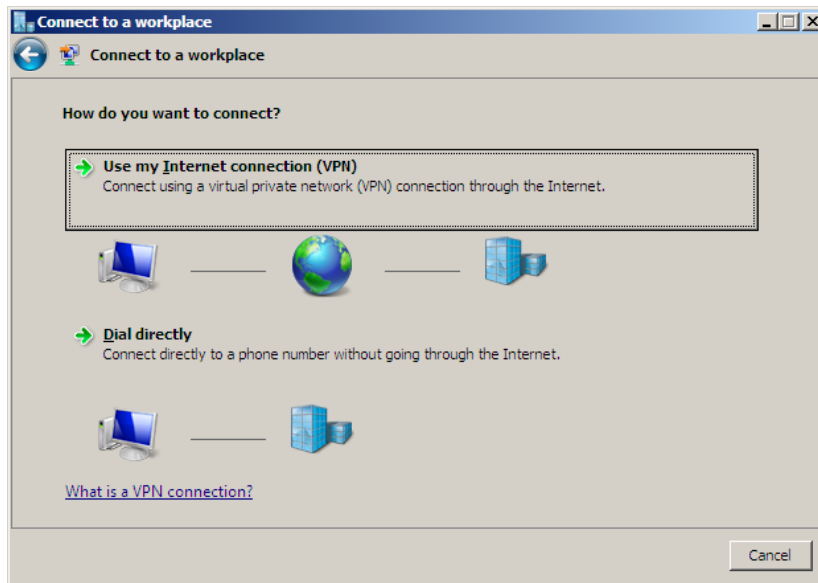 Connect to a workplace
Connect to a workplace
How do you want to connect?
Use my Internet connection (VPN)
Connect using a virtual private network (VPN) connection through the Internet.
Dial directly
Connect directly to a phone number without going through the Internet.
What is a VPN connection?
Cancel